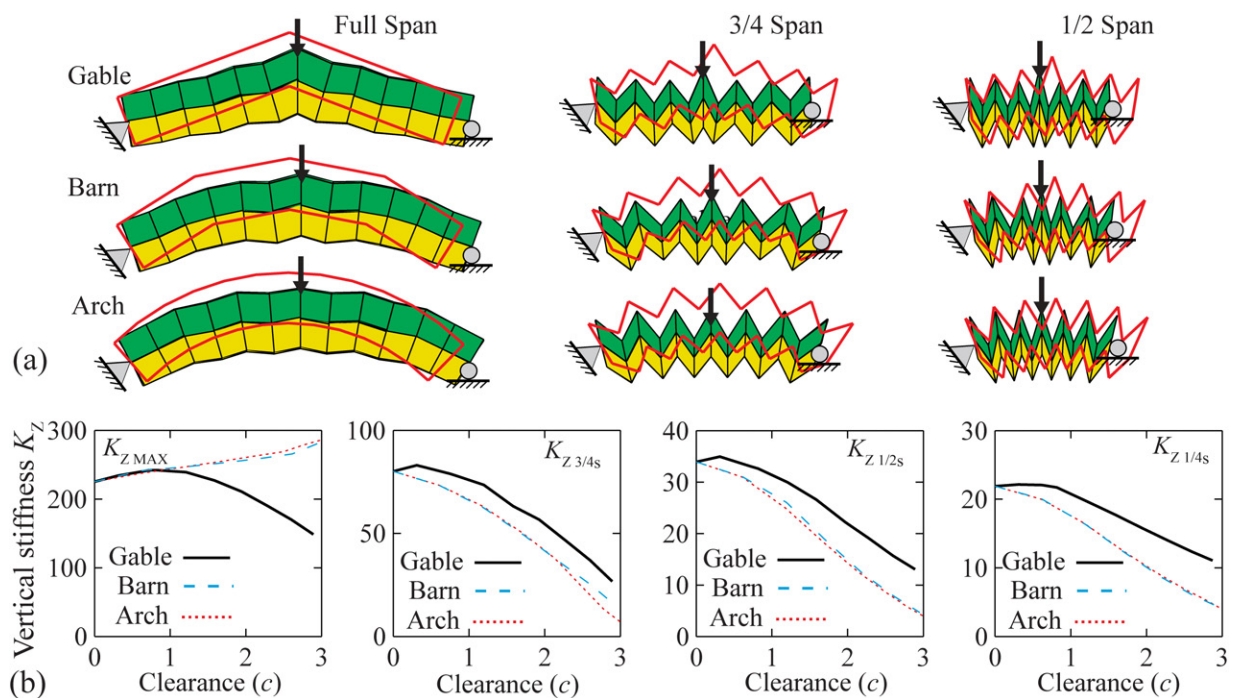 Full Span
3/4 Span
1/2 Span
Gable
Barn
Arch
(a)
Vertical stiffness K_Z
300
250
200
150
100
0
K_Z MAX
Gable
Barn
Arch
0 1 2 3
Clearance (c)
100
50
0
K_Z 3/4s
Gable
Barn
Arch
0 1 2 3
Clearance (c)
40
30
20
10
0
K_Z 1/2s
Gable
Barn
Arch
0 1 2 3
Clearance (c)
30
20
10
0
K_Z 1/4s
Gable
Barn
Arch
0 1 2 3
Clearance (c)
(b)